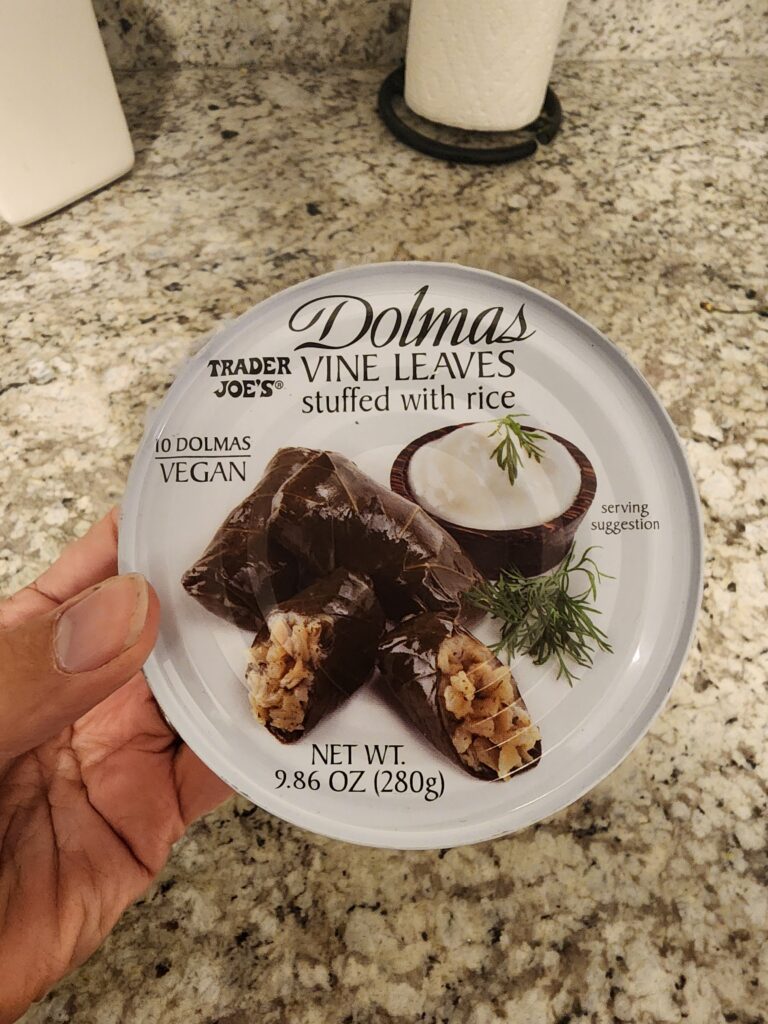 Dolmas
TRADER JOE'S®
VINE LEAVES
stuffed with rice
10 DOLMAS
VEGAN
serving
suggestion
NET WT.
9.86 OZ (280g)